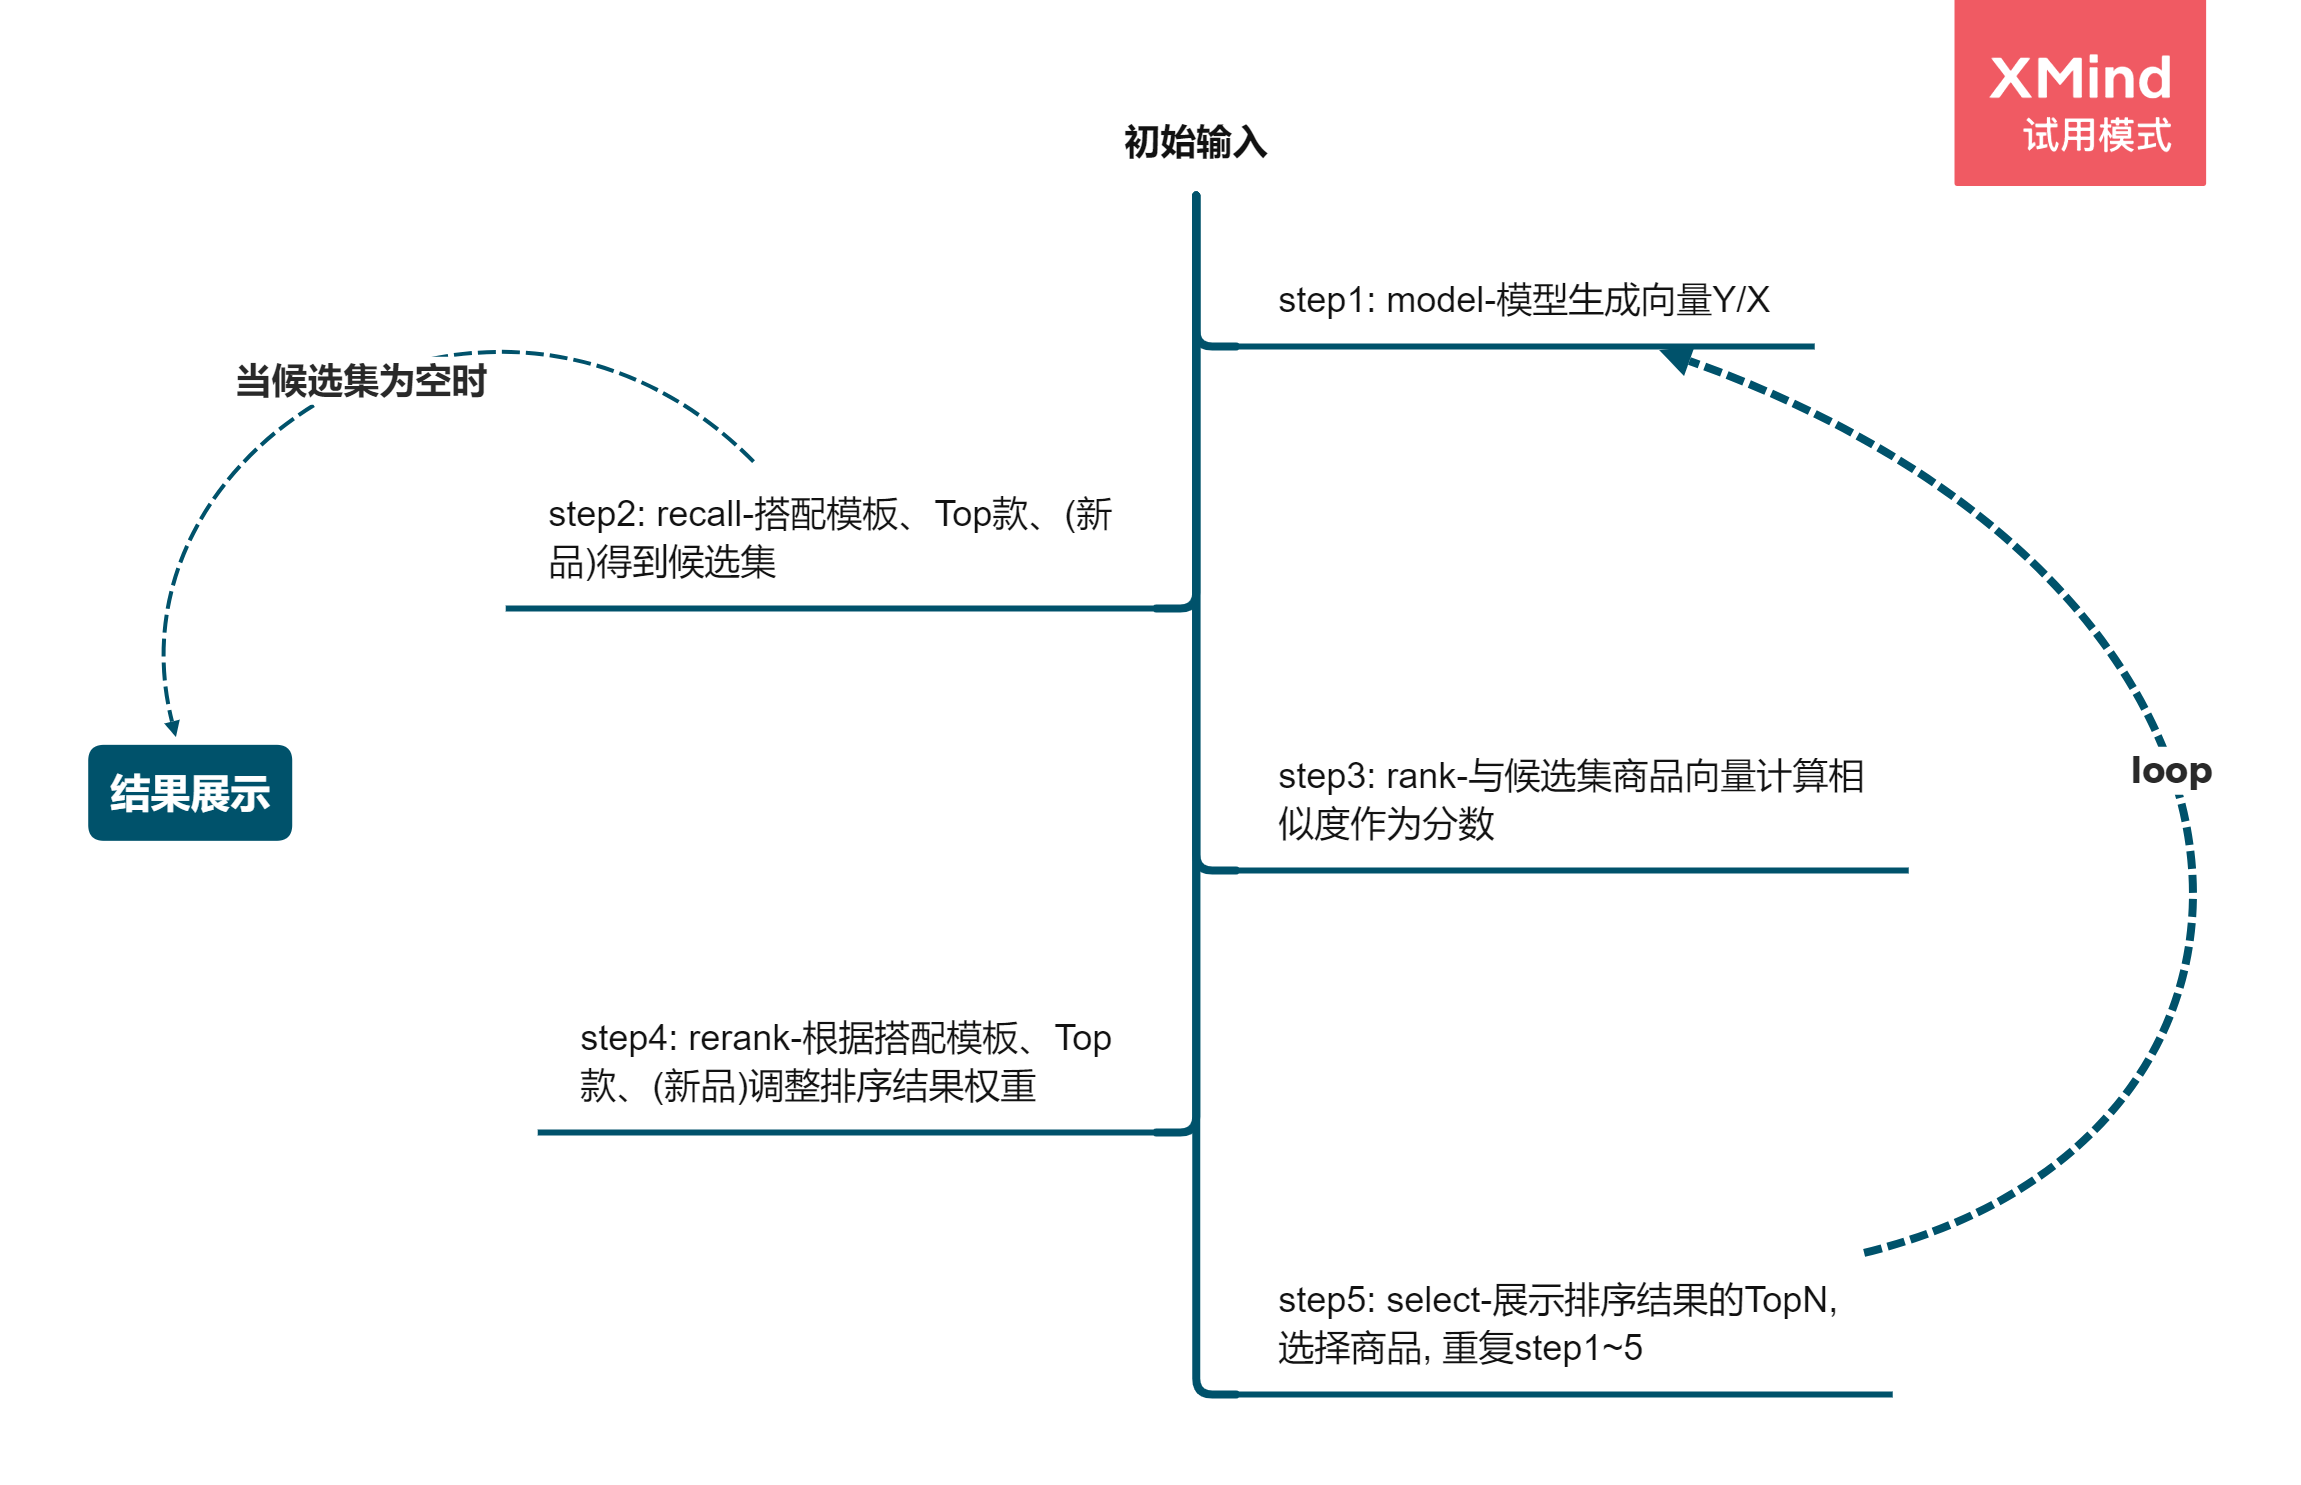 XMind
试用模式
初始输入
step1: model-模型生成向量Y/X
当候选集为空时
step2: recall-搭配模板、Top款、(新
品)得到候选集
结果展示
step3: rank-与候选集商品向量计算相
似度作为分数
loop
step4: rerank-根据搭配模板、Top
款、(新品)调整排序结果权重
step5: select-展示排序结果的TopN,
选择商品, 重复step1~5